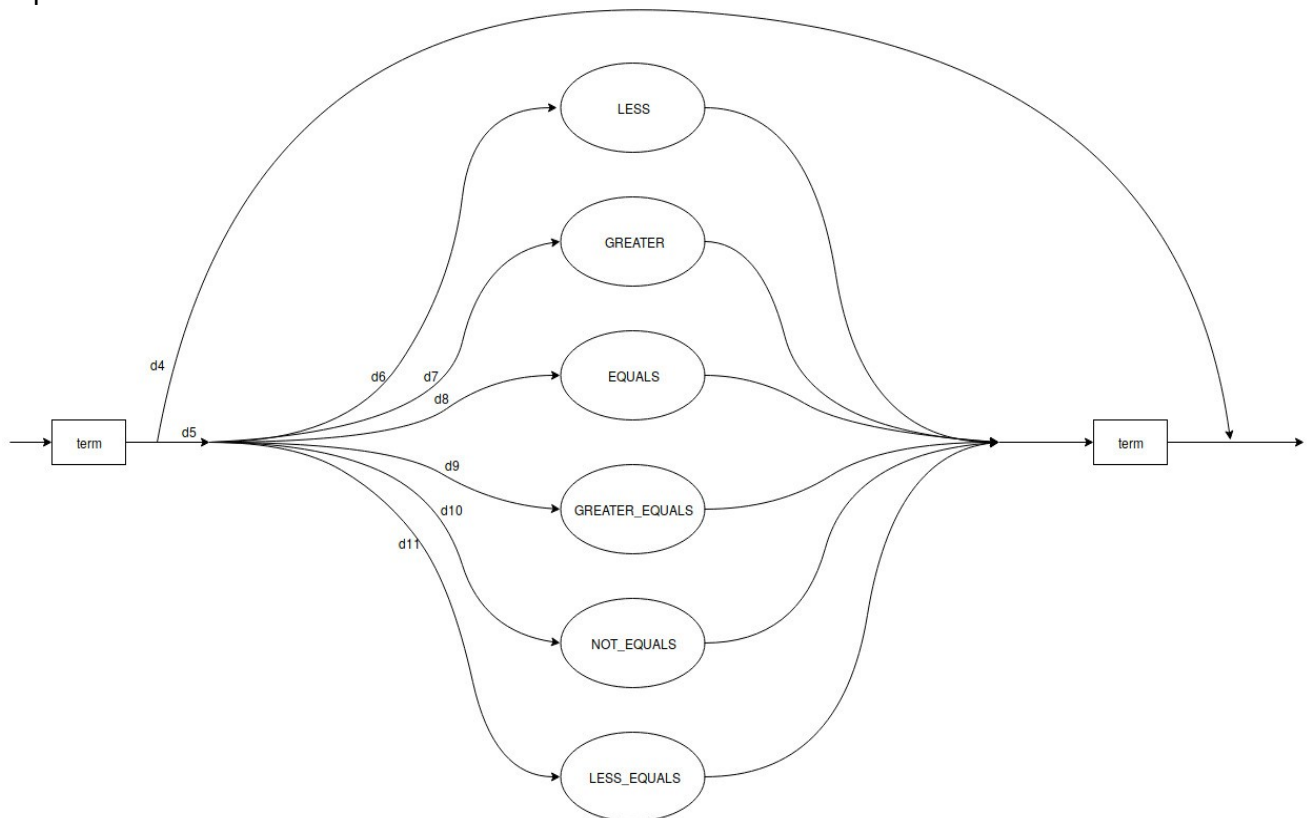 LESS
GREATER
d4
d6
d7
EQUALS
d8
d5
term
term
d9
d10
GREATER_EQUALS
d11
NOT_EQUALS
LESS_EQUALS